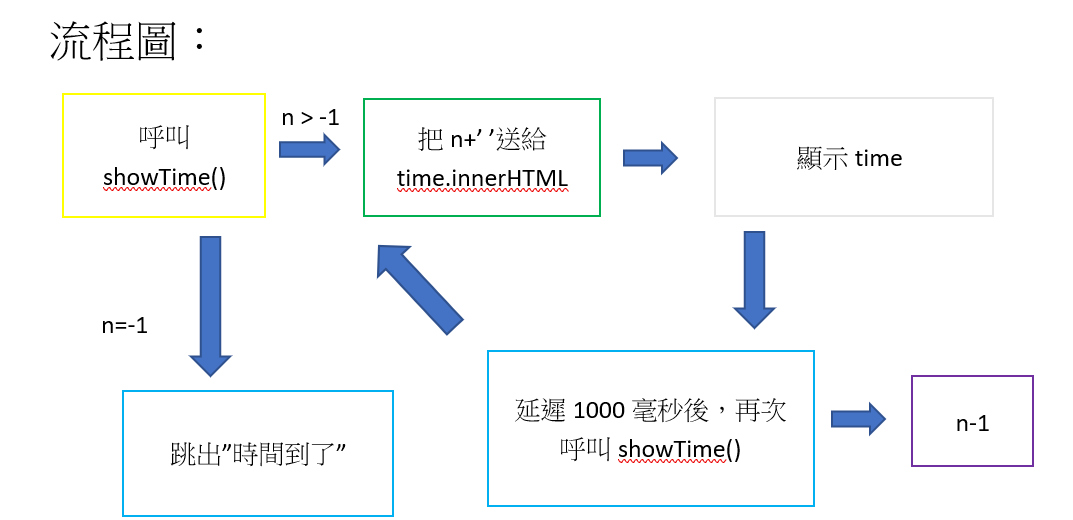 流程圖：
呼叫
showTime()
n > -1
把 n+’ ’送給
time.innerHTML
顯示 time
n=-1
跳出”時間到了”
延遲 1000 毫秒後，再次
呼叫 showTime()
n-1